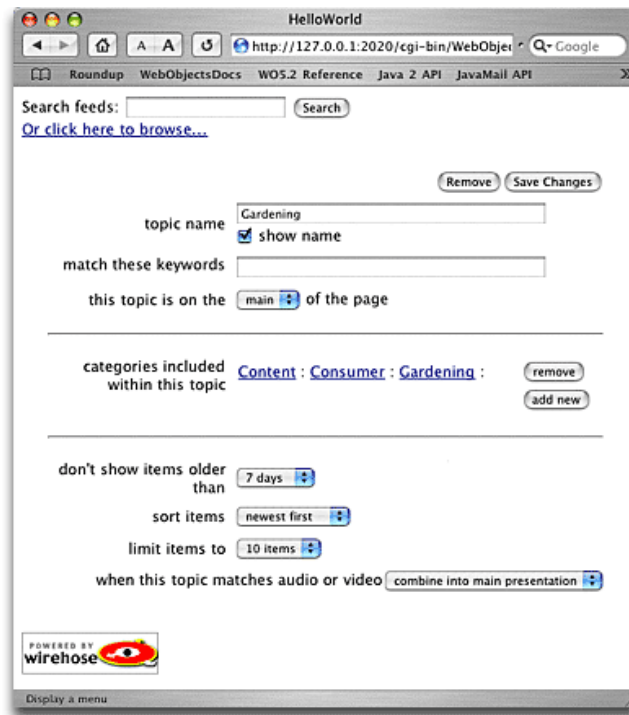 HelloWorld
A A http://127.0.0.1:2020/cgi-bin/WebObjec Google
Roundup WebObjectsDocs WO5.2 Reference Java 2 API JavaMail API
Search feeds: Search
Or click here to browse...
Remove Save Changes
topic name Gardening
show name
match these keywords
this topic is on the main of the page
categories included Content : Consumer : Gardening : remove
within this topic
add new
don't show items older
than 7 days
sort items newest first
limit items to 10 items
when this topic matches audio or video combine into main presentation
POWERED BY
wirehose
Display a menu